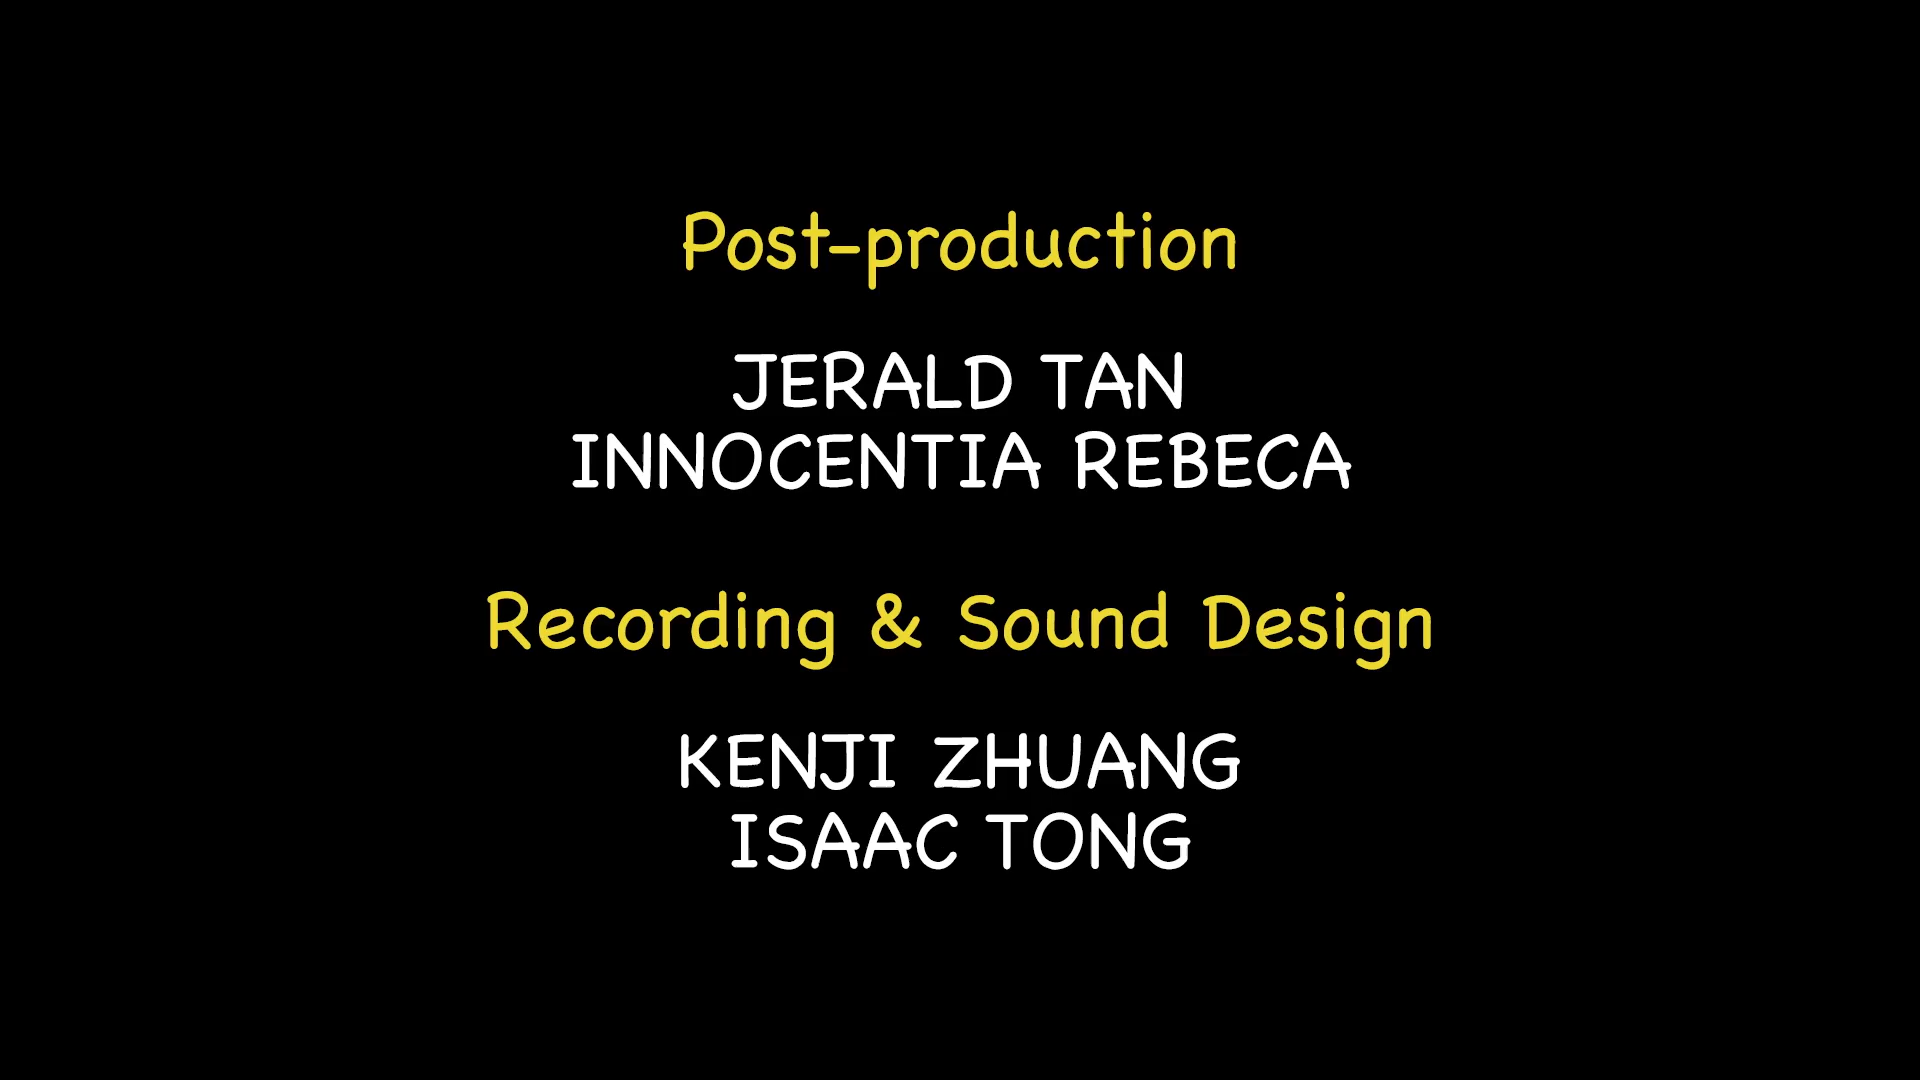 Post-production
JERALD TAN
INNOCENTIA REBECA
Recording & Sound Design
KENJI ZHUANG
ISAAC TONG